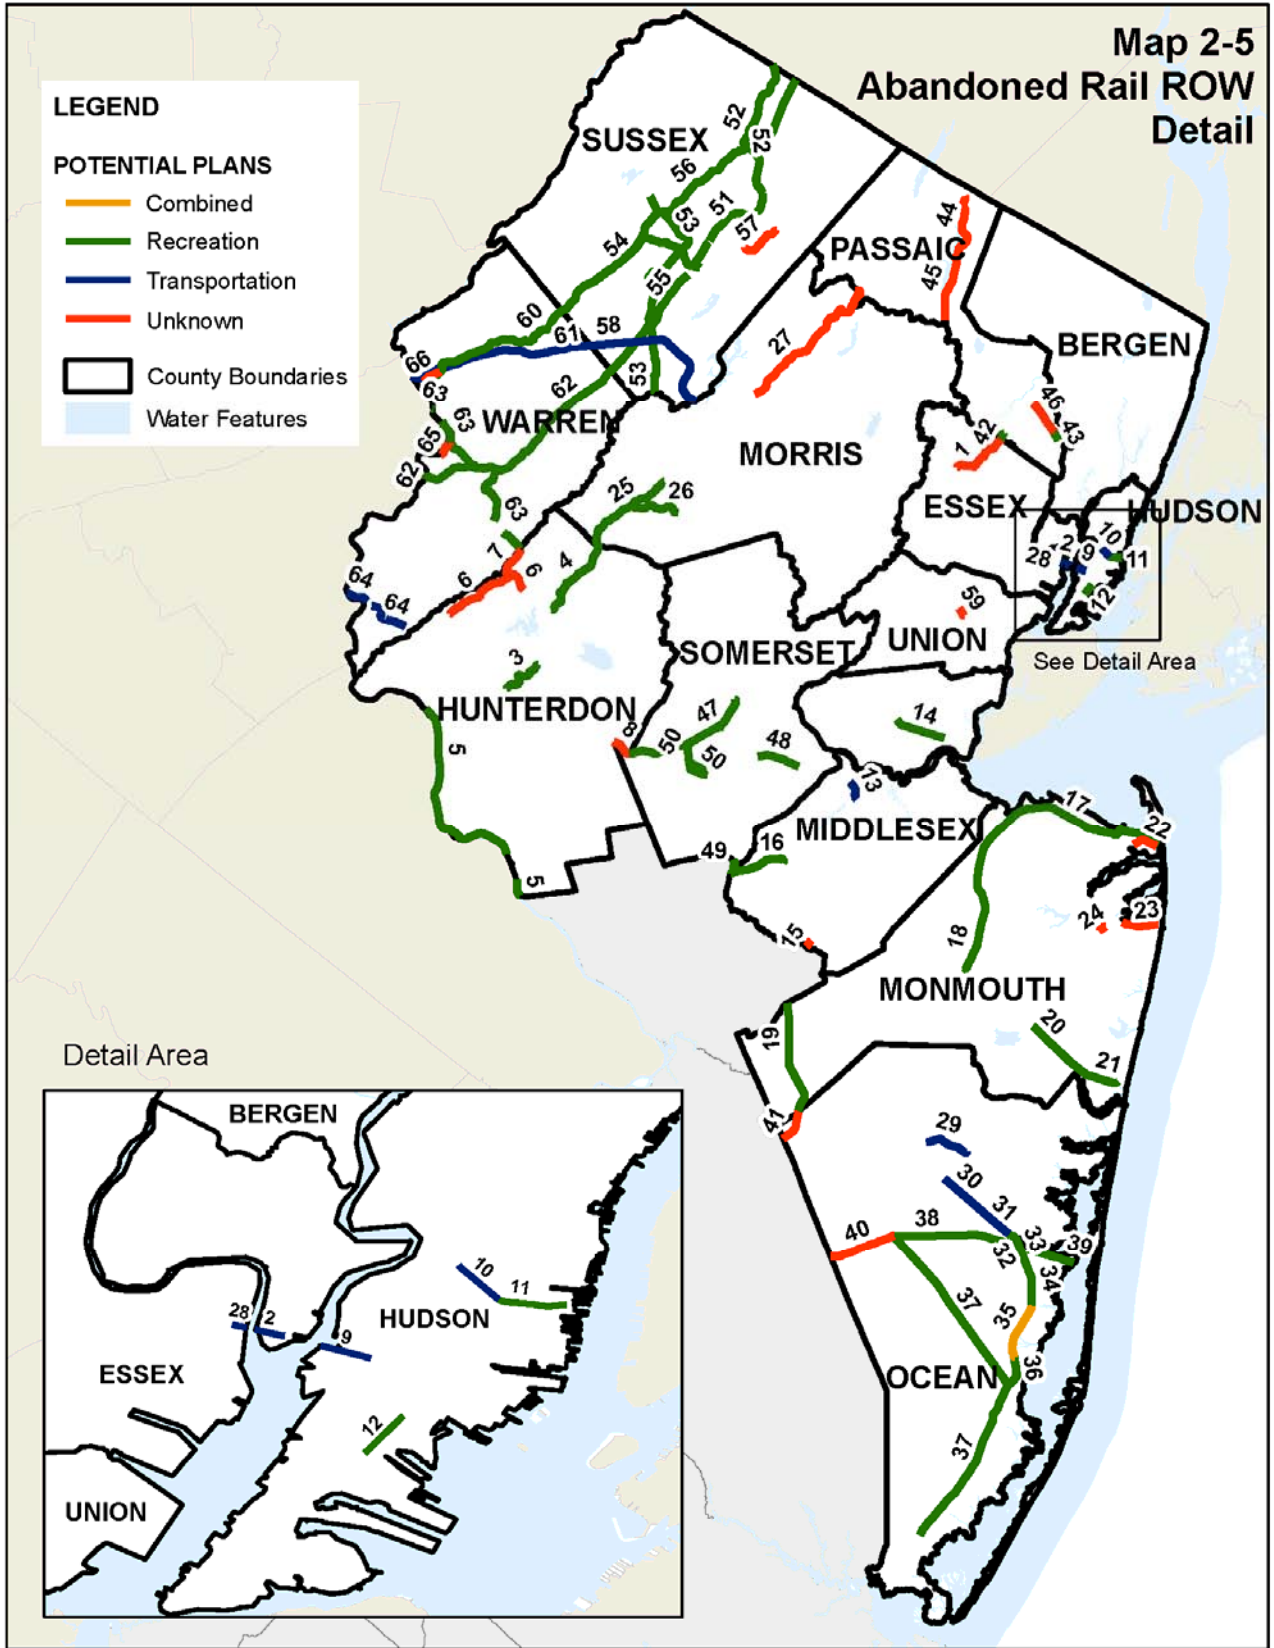 Map 2-5
Abandoned Rail ROW
Detail
LEGEND
POTENTIAL PLANS
Combined
Recreation
Transportation
Unknown
County Boundaries
Water Features
SUSSEX
52
52
56
51
53
57
54
55
60
61
58
66
63
53
62
63
WARREN
65
62
63
PASSAIC
44
45
27
BERGEN
46
43
MORRIS
1
42
25
26
ESSEX
HUDSON
10
2
9
28
11
12
7
4
6
6
64
64
59
UNION
See Detail Area
SOMERSET
3
HUNTERDON
8
5
50
47
50
48
14
13
MIDDLESEX
17
22
49
16
5
24
23
15
18
MONMOUTH
19
20
21
41
29
30
31
38
40
33
39
32
34
37
35
36
OCEAN
37
Detail Area
BERGEN
10
11
28
2
9
HUDSON
ESSEX
12
UNION